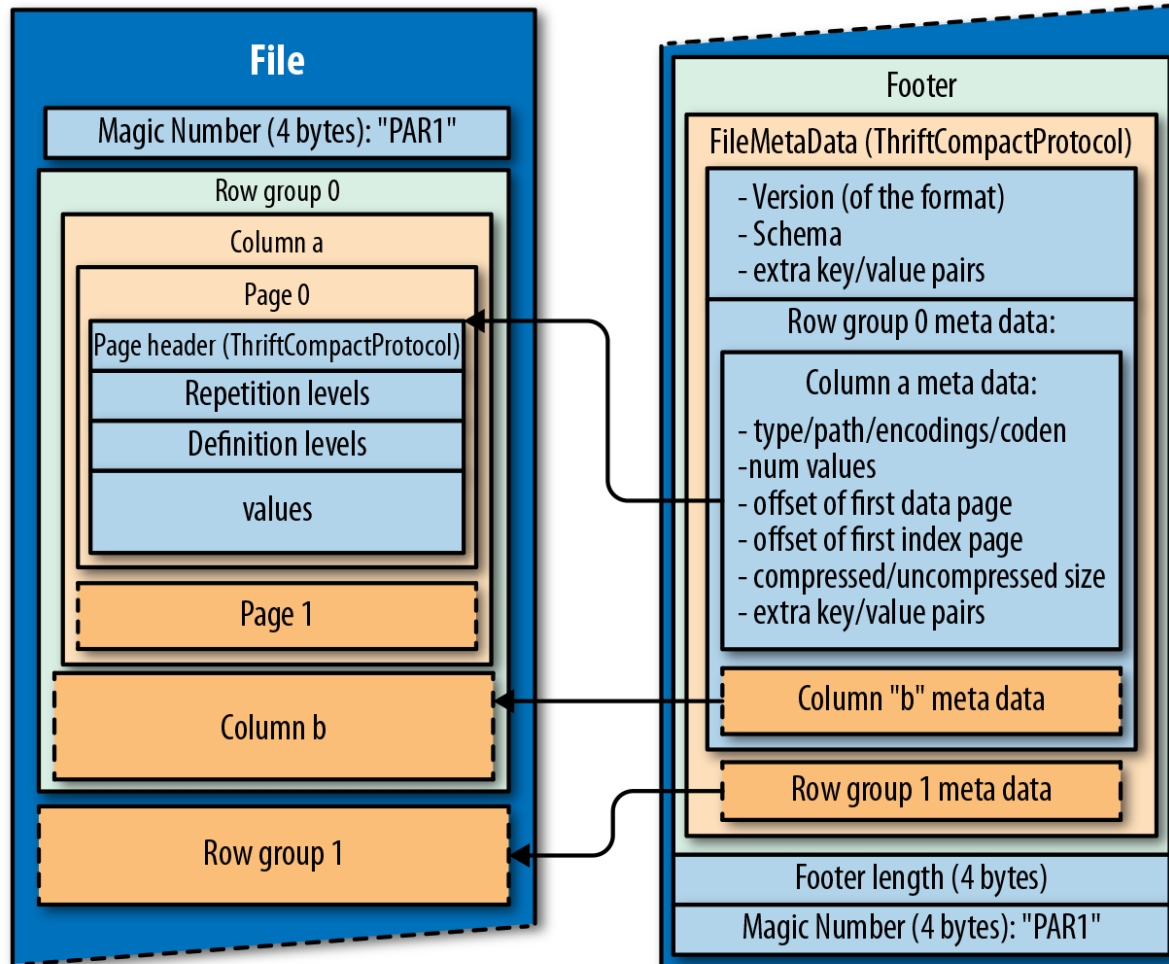 File
Magic Number (4 bytes): "PAR1"
Row group 0
Column a
Page 0
Page header (ThriftCompactProtocol)
Repetition levels
Definition levels
values
Page 1
Column b
Row group 1
Footer
FileMetaData (ThriftCompactProtocol)
- Version (of the format)
- Schema
- extra key/value pairs
Row group 0 meta data:
Column a meta data:
- type/path/encodings/coden
-num values
- offset of first data page
- offset of first index page
- compressed/uncompressed size
- extra key/value pairs
Column "b" meta data
Row group 1 meta data
Footer length (4 bytes)
Magic Number (4 bytes): "PAR1"